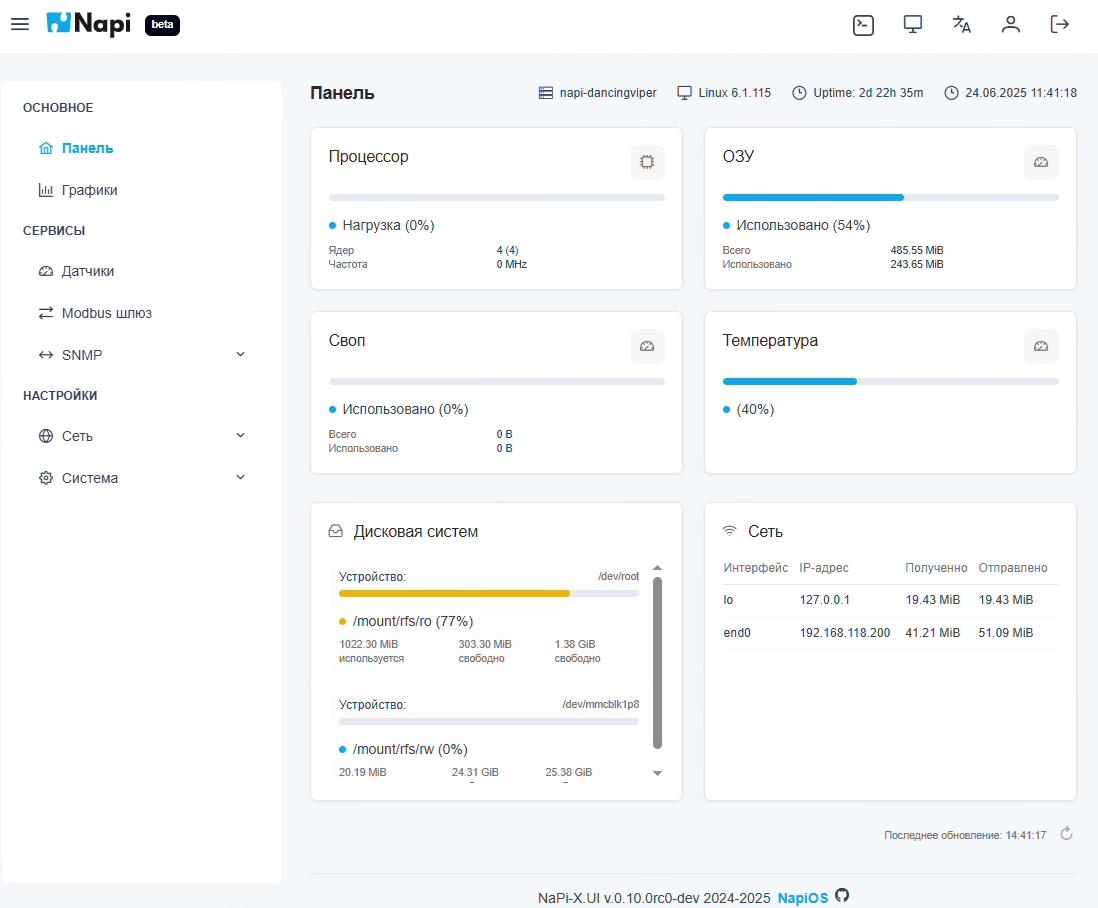 Napi beta
ОСНОВНОЕ
Панель
Графики
СЕРВИСЫ
Датчики
Modbus шлюз
SNMP
НАСТРОЙКИ
Сеть
Система
Панель
napi-dancingviper
Linux 6.1.115
Uptime: 2d 22h 35m
24.06.2025 11:41:18
Процессор
Нагрузка (0%)
Ядер 4 (4)
Частота 0 MHz
ОЗУ
Использовано (54%)
Всего 485.55 MiB
Использовано 243.65 MiB
Своп
Использовано (0%)
Всего 0 B
Использовано 0 B
Температура
(40%)
Дисковая систем
Устройство: /dev/root
/mount/rfs/ro (77%)
1022.30 MiB 303.30 MiB 1.38 GiB
используется свободно свободно
Устройство: /dev/mmcblk1p8
/mount/rfs/rw (0%)
20.19 MiB 24.31 GiB 25.38 GiB
Сеть
Интерфейс IP-адрес Полученно Отправлено
lo 127.0.0.1 19.43 MiB 19.43 MiB
end0 192.168.118.200 41.21 MiB 51.09 MiB
Последнее обновление: 14:41:17
NaPi-X.UI v.0.10.0rc0-dev 2024-2025 NapiOS